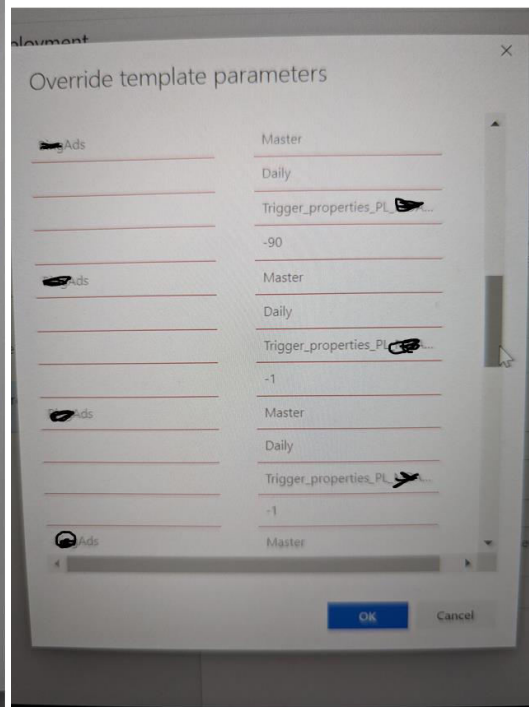 Override template parameters
Ads Master
Daily
Trigger_properties_PL_
-90
Ads Master
Daily
Trigger_properties_PL_
-1
Ads Master
Daily
Trigger_properties_PL_
-1
Ads Master
OK Cancel